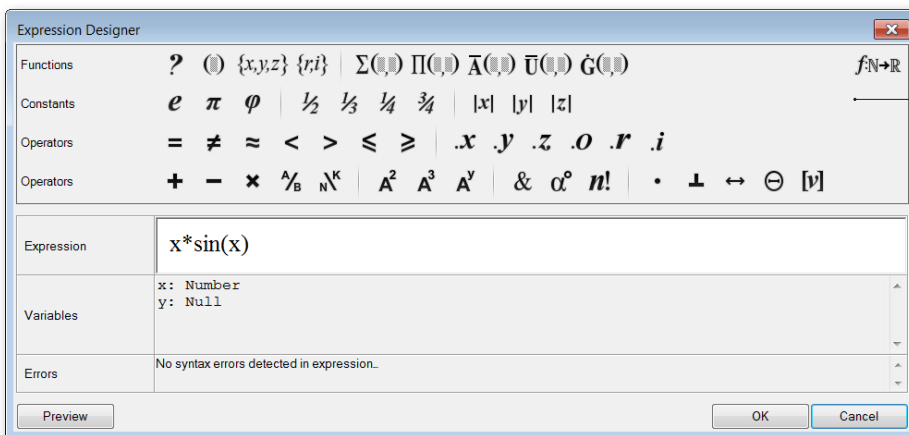 Expression Designer
Functions ? () {x,y,z} {r,i} Σ(,) Π(,) A̅(,) U̅(,) Ġ(,) f:ℕ→ℝ
Constants e π φ ½ ⅓ ¼ ¾ |x| |y| |z|
Operators = ≠ ≈ < > ⩽ ⩾ .x .y .z .o .r .i
Operators + − × A/B N\K A² A³ Aʸ & α° n! · ⊥ ↔ Θ [v]
Expression x*sin(x)
x: Number
y: Null
Variables
Errors No syntax errors detected in expression...
Preview OK Cancel